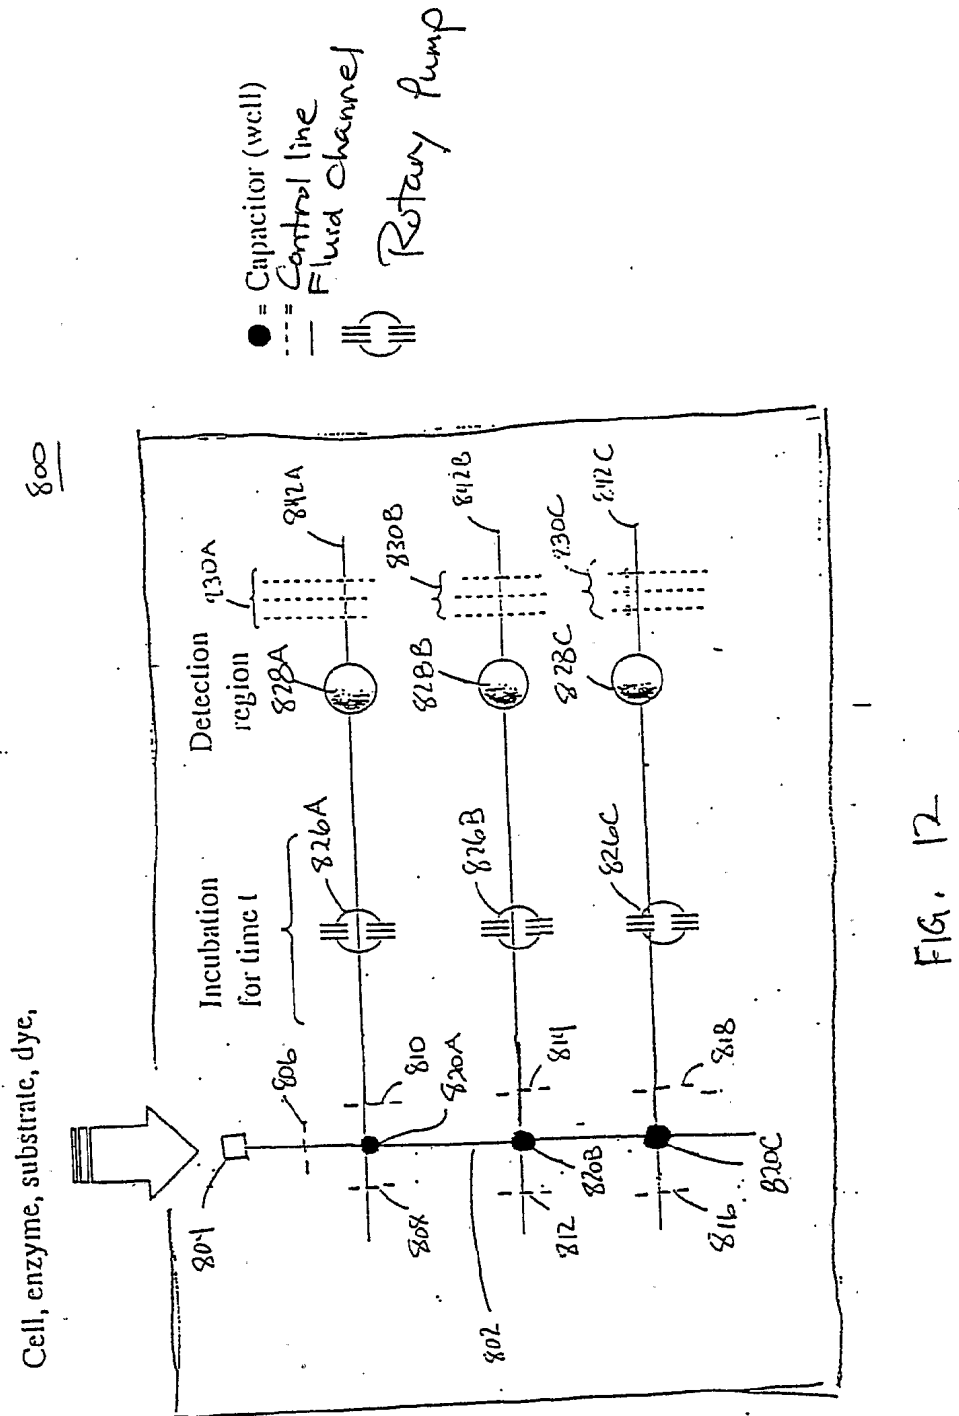 800
Cell, enzyme, substrate, dye,
● = Capacitor (well)
---- = Control line
— Fluid channel
Rotary Pump
804
806
Incubation
for time t
Detection
region
830A
828A
842A
826A
810
820A
808
802
830B
828B
842B
826B
814
820B
812
830C
828C
842C
826C
818
820C
816
FIG. 12